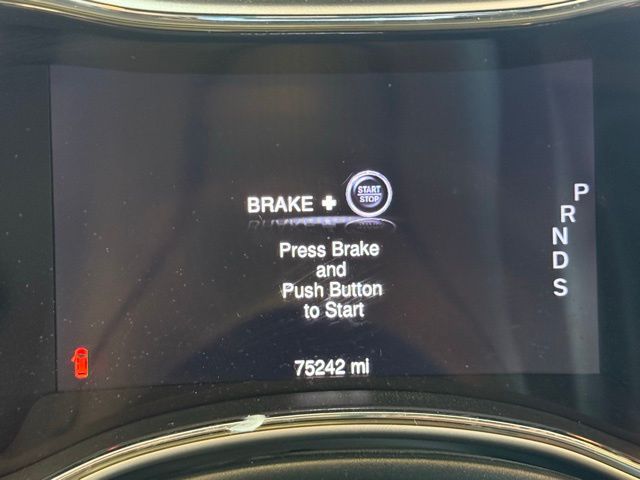 BRAKE + START STOP
Press Brake
and
Push Button
to Start
75242 mi
P
R
N
D
S